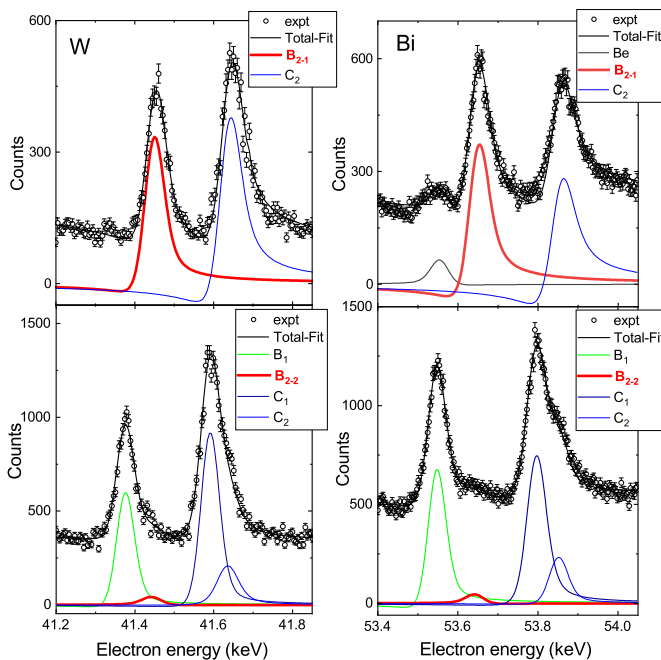 W
600
300
0
Counts
expt
Total-Fit
B2-1
C2
Bi
600
300
0
Counts
expt
Total-Fit
Be
B2-1
C2
1500
1000
500
0
Counts
expt
Total-Fit
B1
B2-2
C1
C2
41.2 41.4 41.6 41.8
Electron energy (keV)
1500
1000
500
0
Counts
expt
Total-Fit
B1
B2-2
C1
C2
53.4 53.6 53.8 54.0
Electron energy (keV)